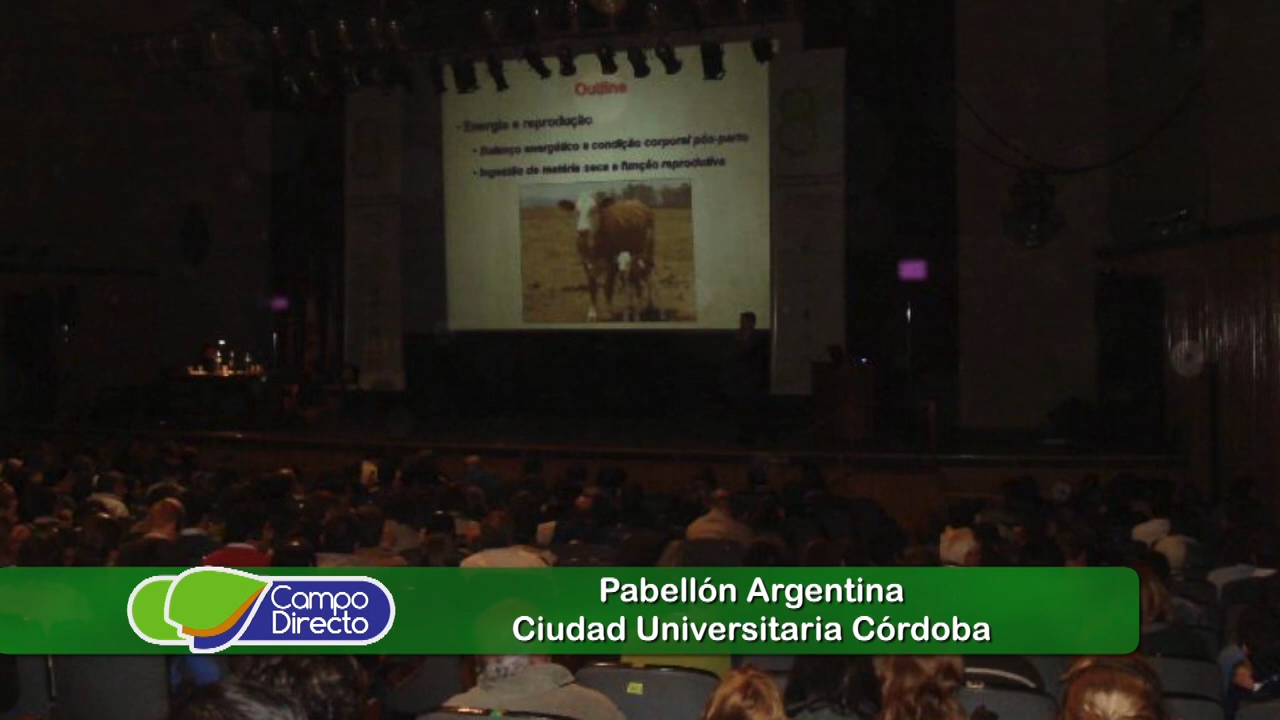 Outline
• Energia e reprodução
• Balanço energético e condição corporal pós-parto
• Ingestão de matéria seca e função reprodutiva
Campo
Directo
Pabellón Argentina
Ciudad Universitaria Córdoba